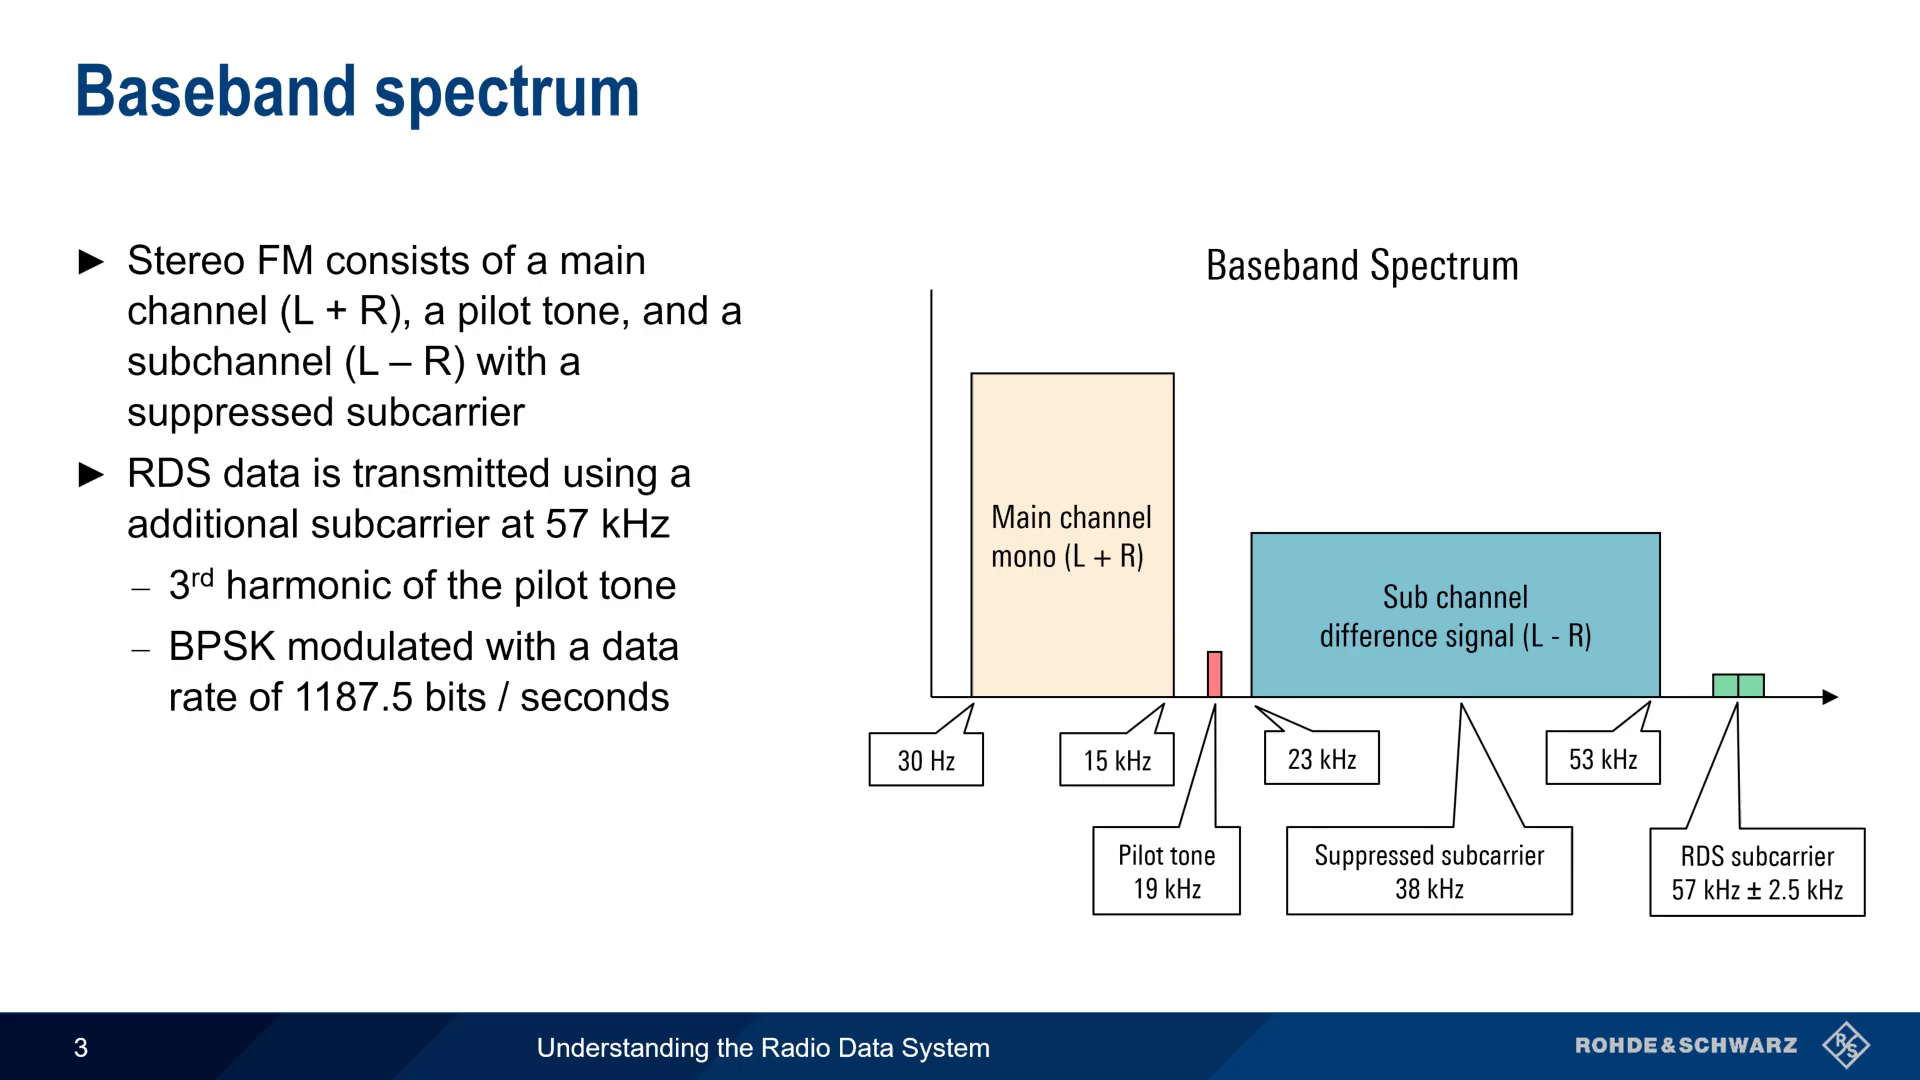 Baseband spectrum
► Stereo FM consists of a main
channel (L + R), a pilot tone, and a
subchannel (L – R) with a
suppressed subcarrier
► RDS data is transmitted using a
additional subcarrier at 57 kHz
– 3rd harmonic of the pilot tone
– BPSK modulated with a data
rate of 1187.5 bits / seconds
Baseband Spectrum
Main channel
mono (L + R)
Sub channel
difference signal (L - R)
30 Hz
15 kHz
23 kHz
53 kHz
Pilot tone
19 kHz
Suppressed subcarrier
38 kHz
RDS subcarrier
57 kHz ± 2.5 kHz
3
Understanding the Radio Data System
ROHDE&SCHWARZ
R&S